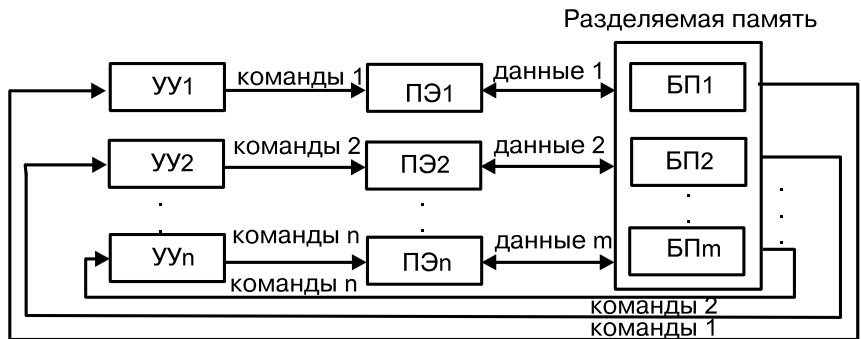 Разделяемая память
УУ1
команды 1
ПЭ1
данные 1
БП1
УУ2
команды 2
ПЭ2
данные 2
БП2
УУn
команды n
ПЭn
данные m
БПm
команды n
команды 2
команды 1